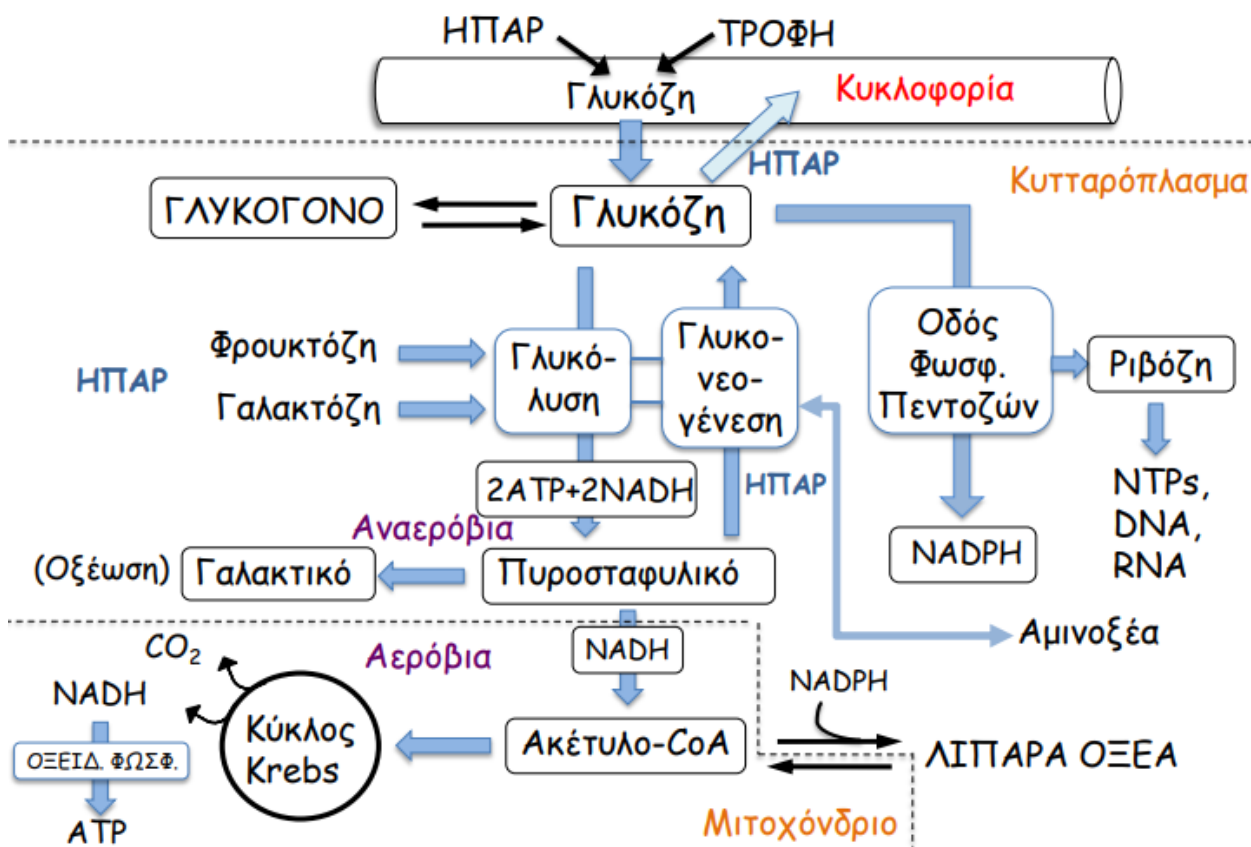 ΗΠΑΡ
ΤΡΟΦΗ
Γλυκόζη
Κυκλοφορία
ΗΠΑΡ
Κυτταρόπλασμα
ΓΛΥΚΟΓΟΝΟ
Γλυκόζη
ΗΠΑΡ
Φρουκτόζη
Γαλακτόζη
Γλυκό-
λυση
Γλυκο-
νεο-
γένεση
Οδός
Φωσφ.
Πεντοζών
Ριβόζη
2ATP+2NADH
ΗΠΑΡ
NTPs,
DNA,
RNA
NADPH
Αναερόβια
(Οξέωση)
Γαλακτικό
Πυροσταφυλικό
Αμινοξέα
Αερόβια
NADH
CO₂
NADH
ΟΞΕΙΔ. ΦΩΣΦ.
ATP
Κύκλος
Krebs
Ακέτυλο-CoA
NADPH
ΛΙΠΑΡΑ ΟΞΕΑ
Μιτοχόνδριο